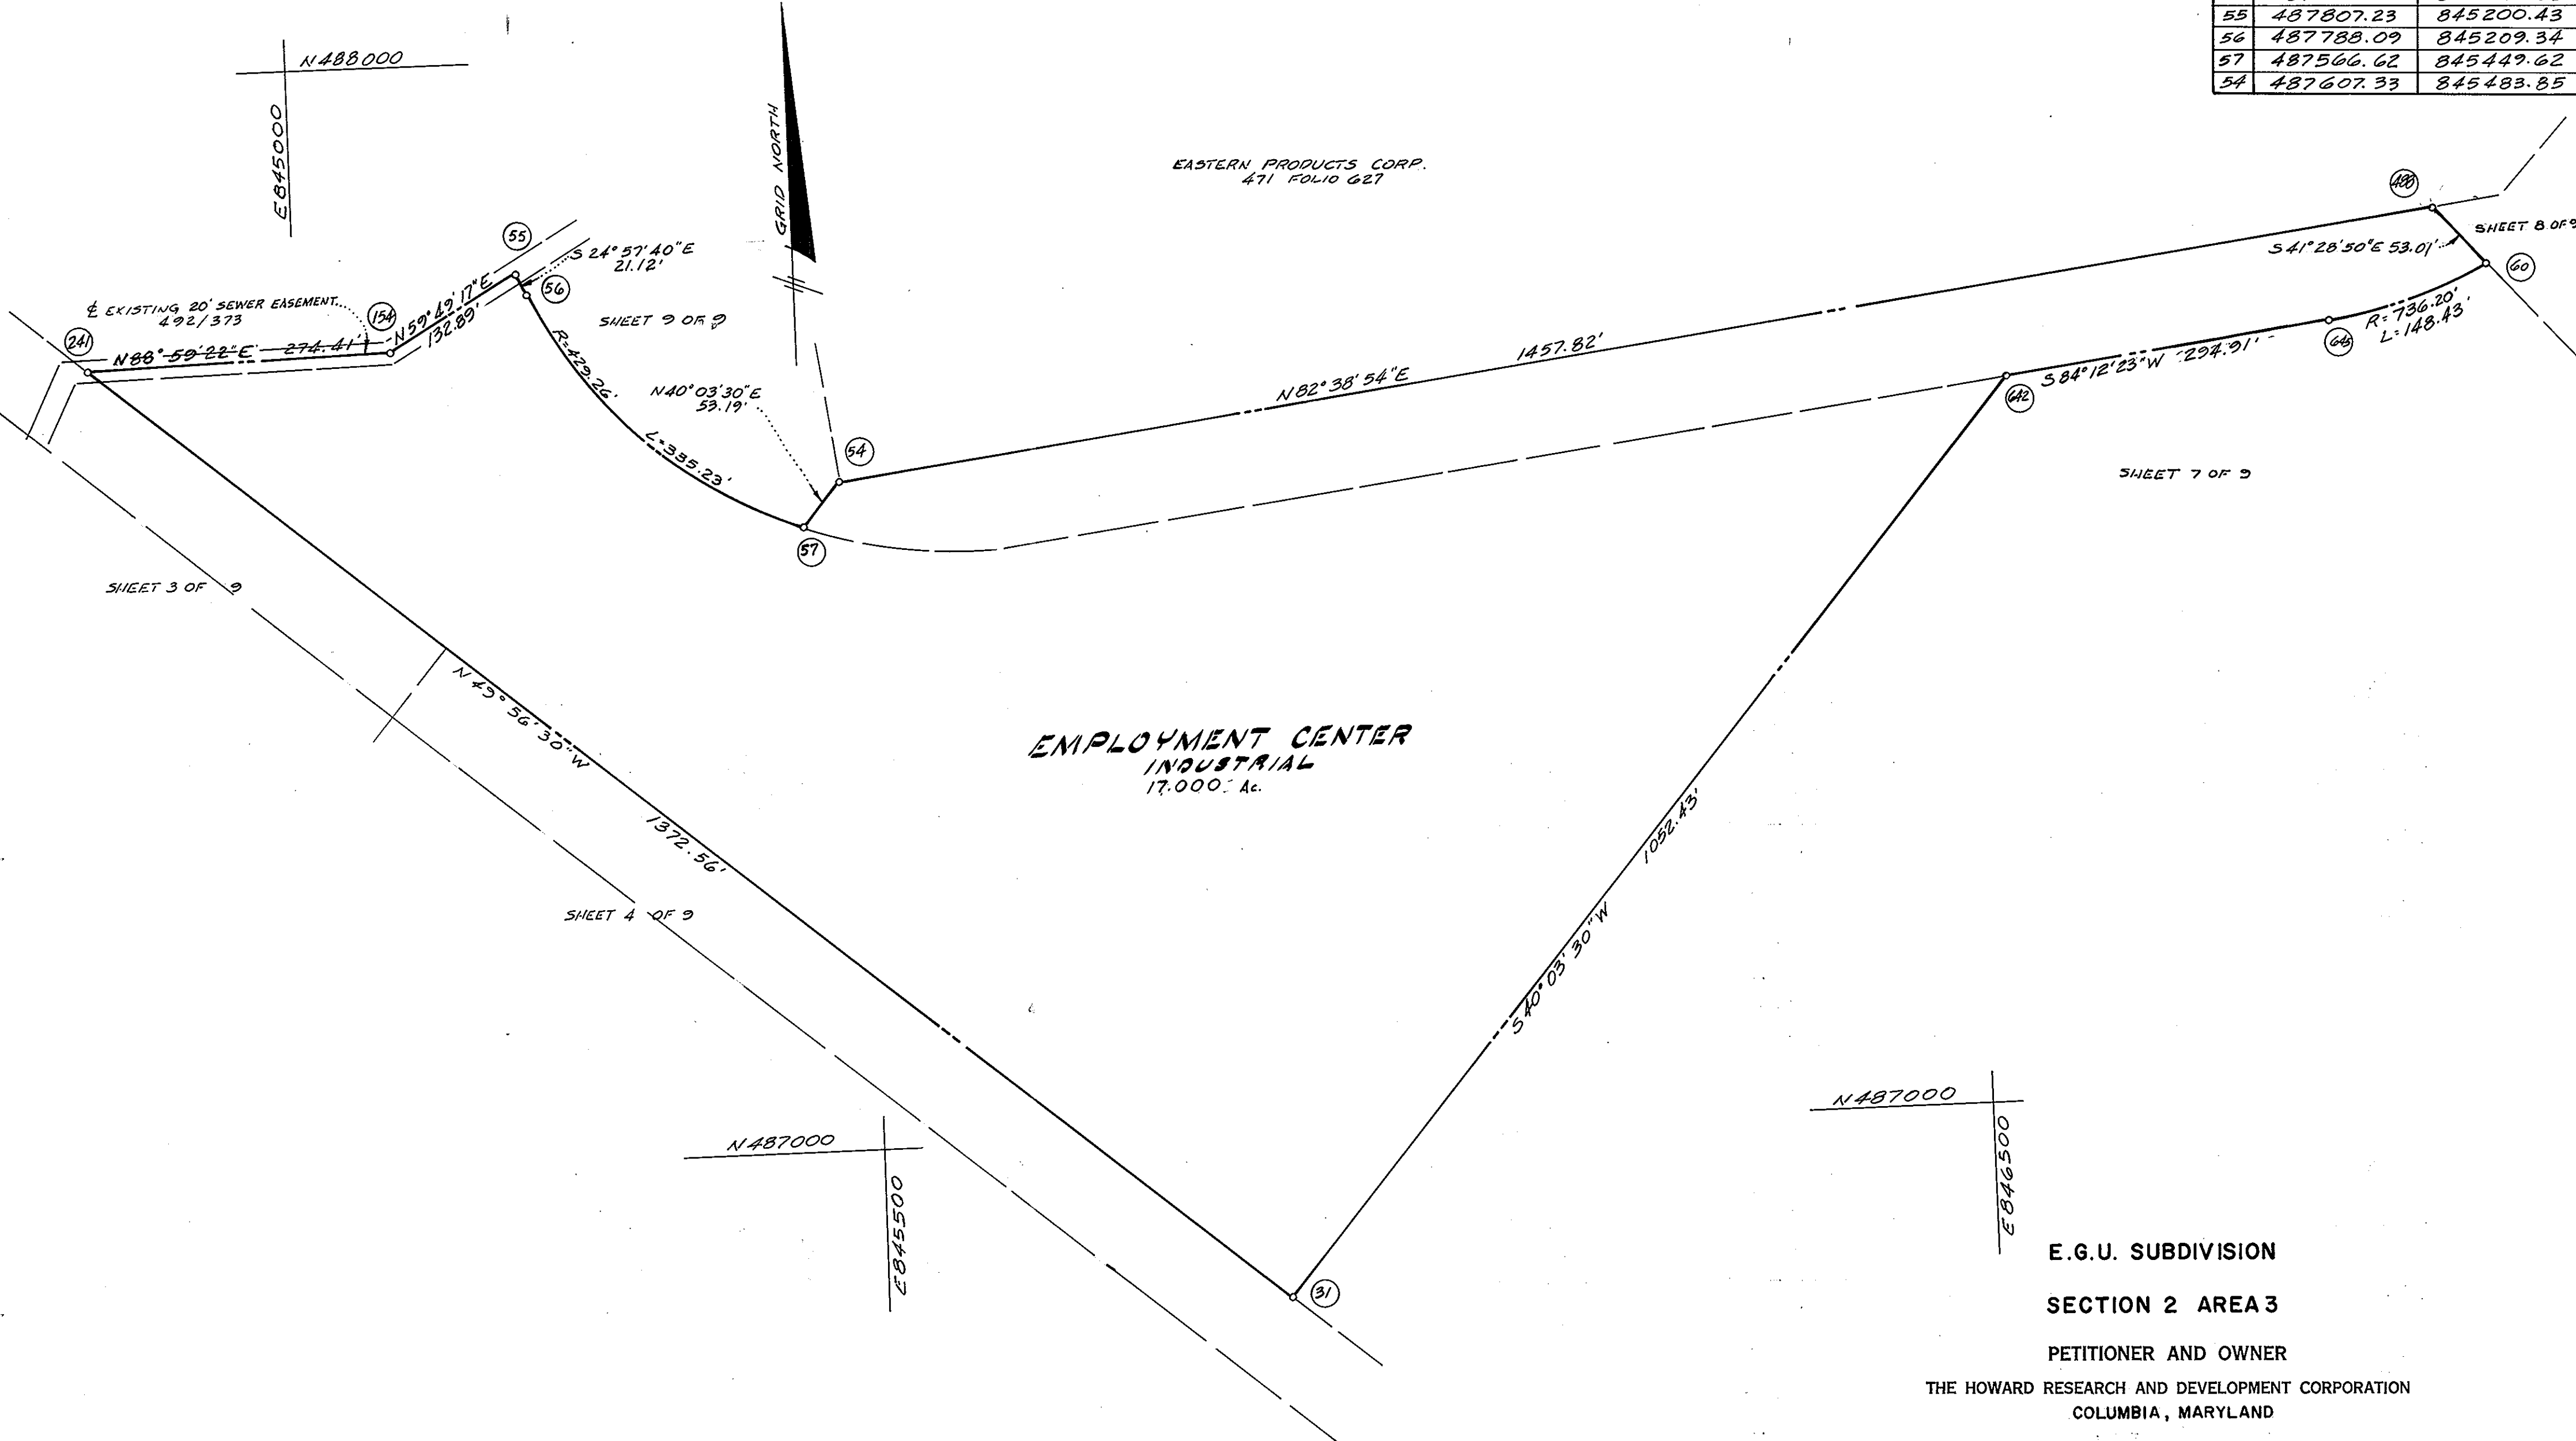 55 487807.23 845200.43
56 487788.09 845209.34
57 487566.62 845449.62
54 487607.33 845483.85
N488000
E845000
GRID NORTH
EASTERN PRODUCTS CORP.
471 FOLIO 627
488
SHEET 8 OF 9
S41°28'50"E 53.01'
60
R=736.20'
L=148.43'
645
S84°12'23"W 294.91'
642
SHEET 7 OF 9
55
S24°57'40"E
21.12'
56
₵ EXISTING 20' SEWER EASEMENT
492/373
154
N59°49'17"E
132.89'
241
N88°59'22"E 274.41'
SHEET 9 OF 9
R=429.26'
L=335.23'
N40°03'30"E
53.19'
54
57
N82°38'54"E 1457.82'
SHEET 3 OF 9
N49°56'30"W
1372.56'
SHEET 4 OF 9
EMPLOYMENT CENTER
INDUSTRIAL
17.000 Ac.
1052.43'
S40°03'30"W
N487000
E845500
N487000
E846500
31
E.G.U. SUBDIVISION
SECTION 2 AREA 3
PETITIONER AND OWNER
THE HOWARD RESEARCH AND DEVELOPMENT CORPORATION
COLUMBIA, MARYLAND